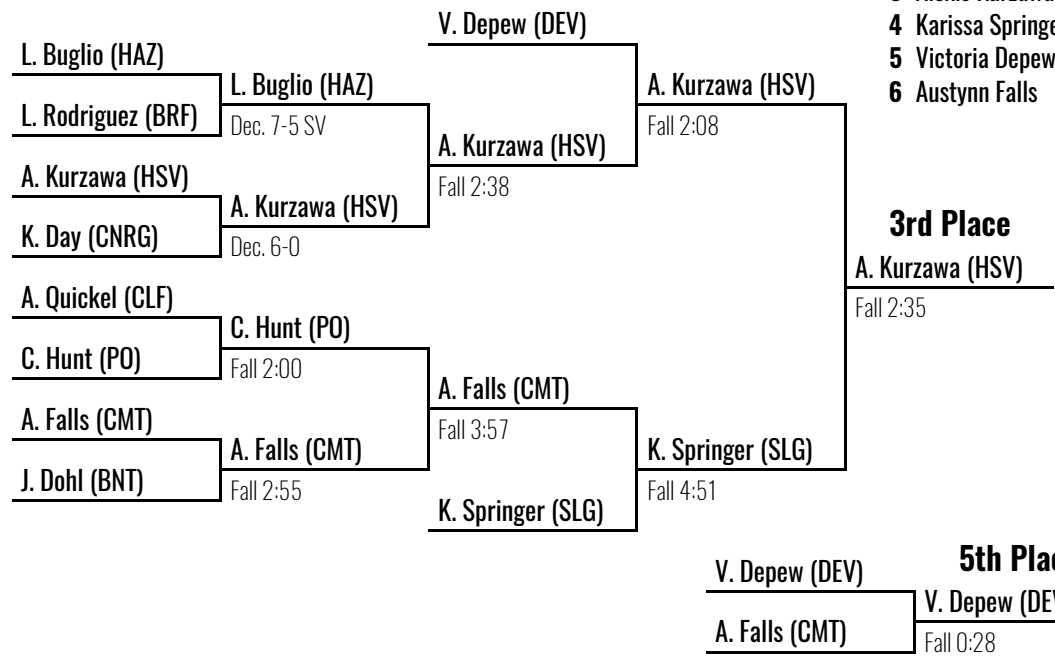 V. Depew (DEV)
4 Karissa
5 Victoria Depew
6 Austynn Falls
L. Buglio (HAZ)
L. Buglio (HAZ)
A. Kurzawa (HSV)
L. Rodriguez (BRF)
Dec. 7-5 SV
Fall 2:08
A. Kurzawa (HSV)
A. Kurzawa (HSV)
Fall 2:38
A. Kurzawa (HSV)
K. Day (CNRG)
Dec. 6-0
3rd Place
A. Kurzawa (HSV)
Fall 2:35
A. Quickel (CLF)
C. Hunt (PO)
C. Hunt (PO)
Fall 2:00
A. Falls (CMT)
A. Falls (CMT)
Fall 3:57
A. Falls (CMT)
K. Springer (SLG)
J. Dohl (BNT)
Fall 2:55
Fall 4:51
K. Springer (SLG)
5th
V. Depew (DEV)
V. Depew
A. Falls (CMT)
Fall 0:28